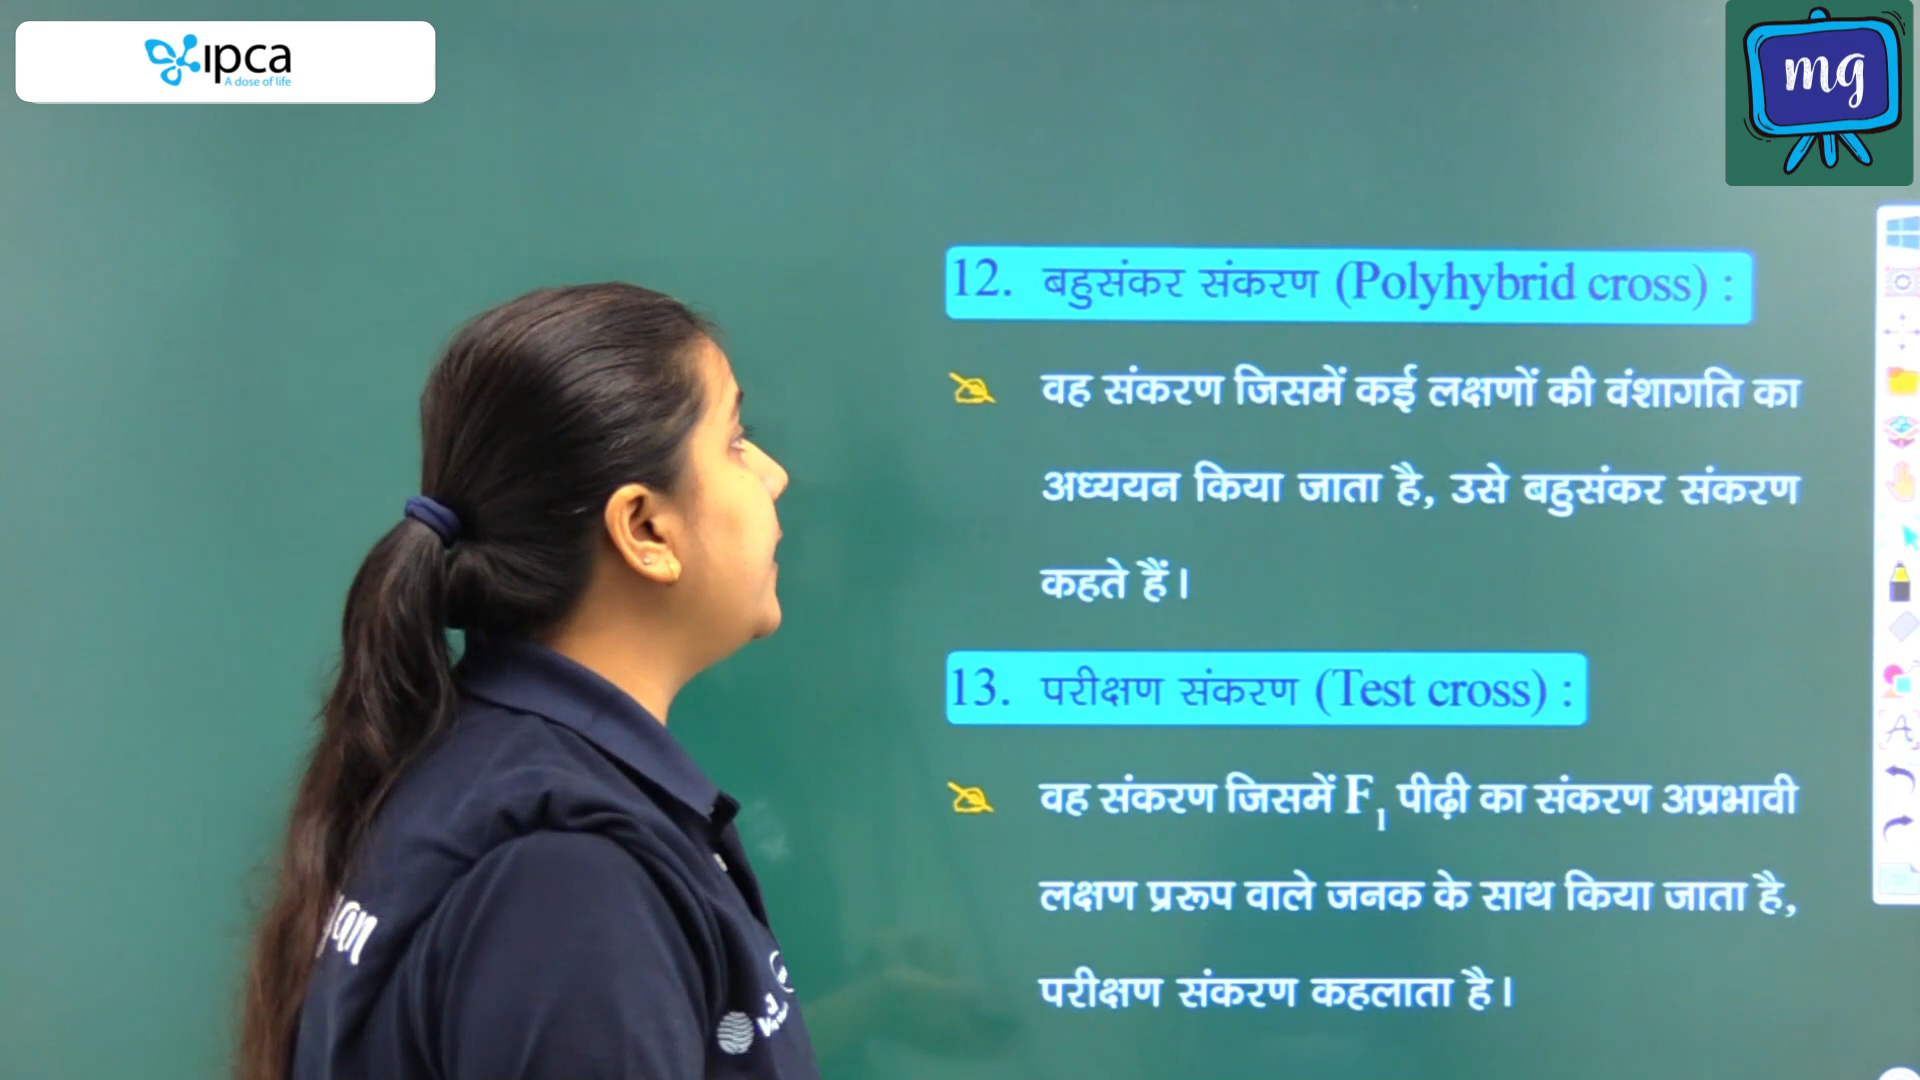 ıpca
A dose of life
mg
12. बहुसंकर संकरण (Polyhybrid cross) :
वह संकरण जिसमें कई लक्षणों की वंशागति का
अध्ययन किया जाता है, उसे बहुसंकर संकरण
कहते हैं।
13. परीक्षण संकरण (Test cross) :
वह संकरण जिसमें F₁ पीढ़ी का संकरण अप्रभावी
लक्षण प्ररूप वाले जनक के साथ किया जाता है,
परीक्षण संकरण कहलाता है।